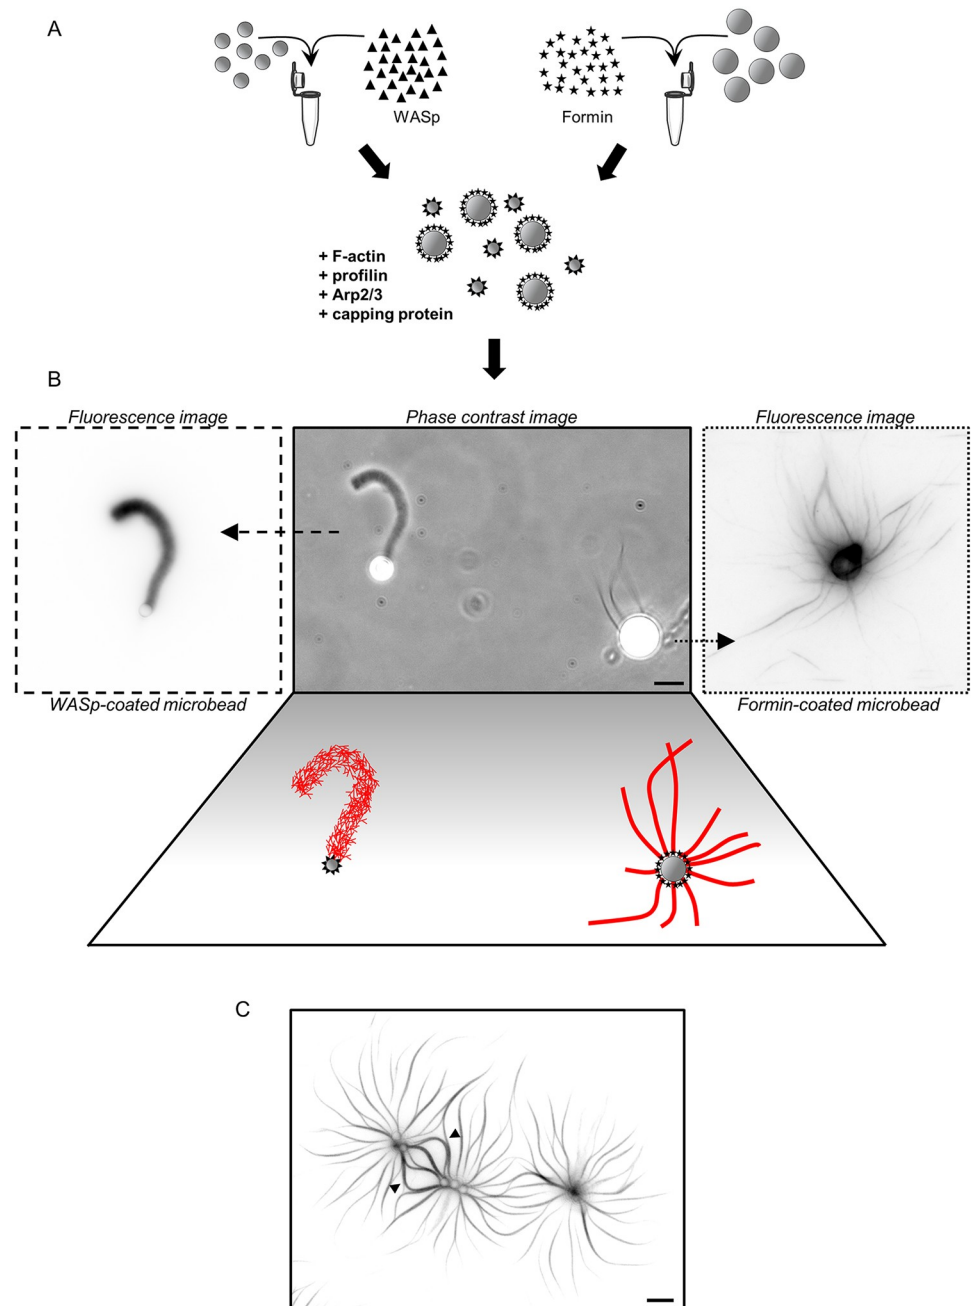 A
WASp
Formin
+ F-actin
+ profilin
+ Arp2/3
+ capping protein
B
Fluorescence image
Phase contrast image
Fluorescence image
WASp-coated microbead
Formin-coated microbead
C